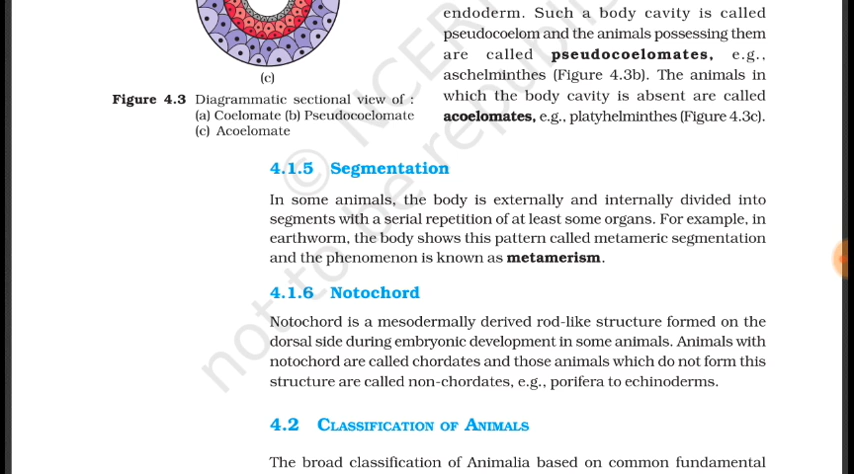 (c)
Figure 4.3 Diagrammatic sectional view of :
(a) Coelomate (b) Pseudocoelomate
(c) Acoelomate
endoderm. Such a body cavity is called
pseudocoelom and the animals possessing them
are called pseudocoelomates, e.g.,
aschelminthes (Figure 4.3b). The animals in
which the body cavity is absent are called
acoelomates, e.g., platyhelminthes (Figure 4.3c).
4.1.5 Segmentation
In some animals, the body is externally and internally divided into
segments with a serial repetition of at least some organs. For example, in
earthworm, the body shows this pattern called metameric segmentation
and the phenomenon is known as metamerism.
4.1.6 Notochord
Notochord is a mesodermally derived rod-like structure formed on the
dorsal side during embryonic development in some animals. Animals with
notochord are called chordates and those animals which do not form this
structure are called non-chordates, e.g., porifera to echinoderms.
4.2 CLASSIFICATION OF ANIMALS
The broad classification of Animalia based on common fundamental
© NCERT
not to be republi